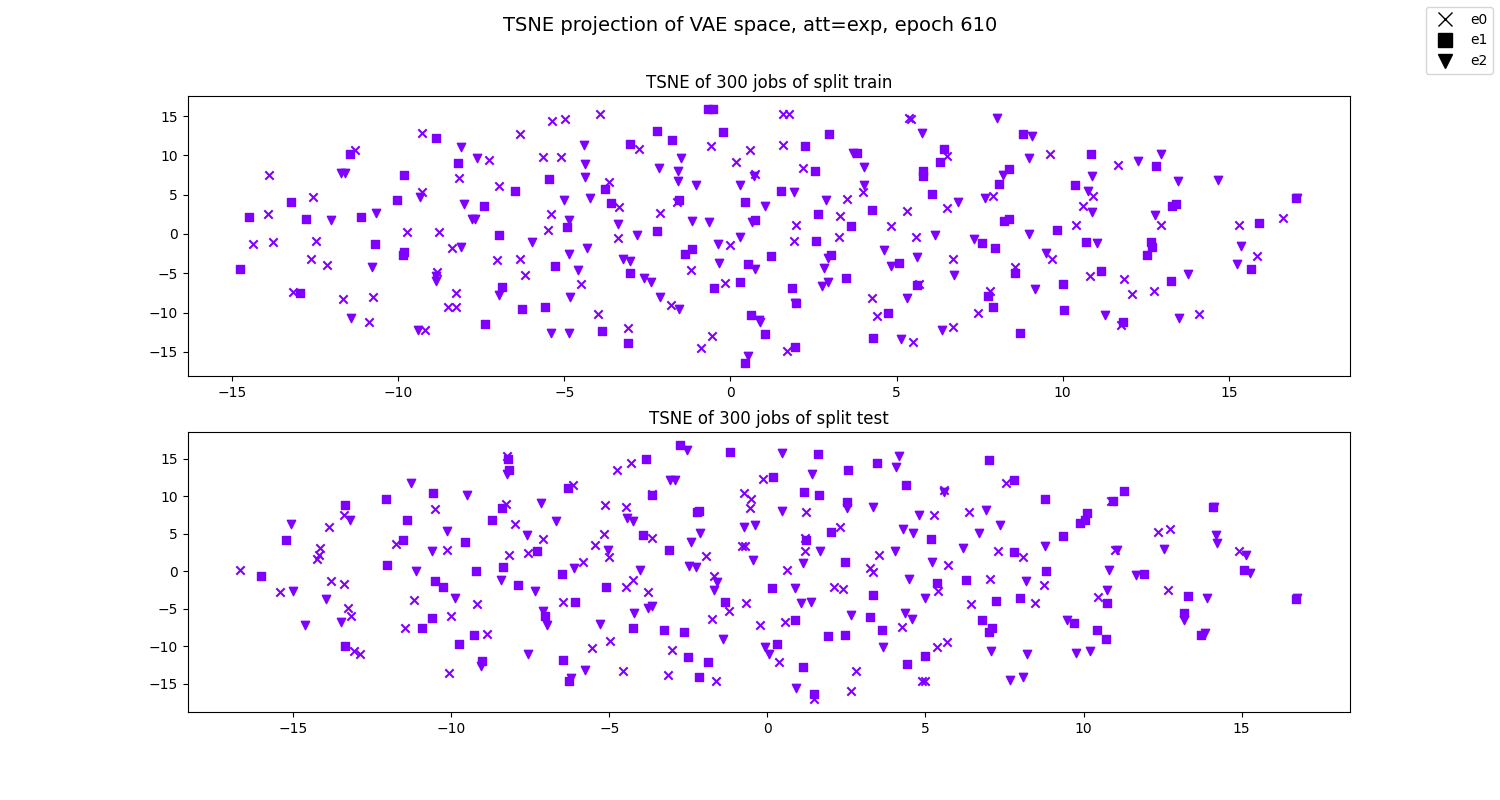 TSNE projection of VAE space, att=exp, epoch 610
e0
e1
e2
TSNE of 300 jobs of split train
15
10
5
0
−5
−10
−15
−15 −10 −5 0 5 10 15
TSNE of 300 jobs of split test
15
10
5
0
−5
−10
−15
−15 −10 −5 0 5 10 15